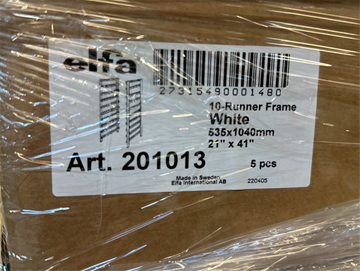 elfa
27315490001480
10-Runner Frame
White
535x1040mm
21" x 41"
Art. 201013
5 pcs
Made in Sweden
Elfa International AB
220405